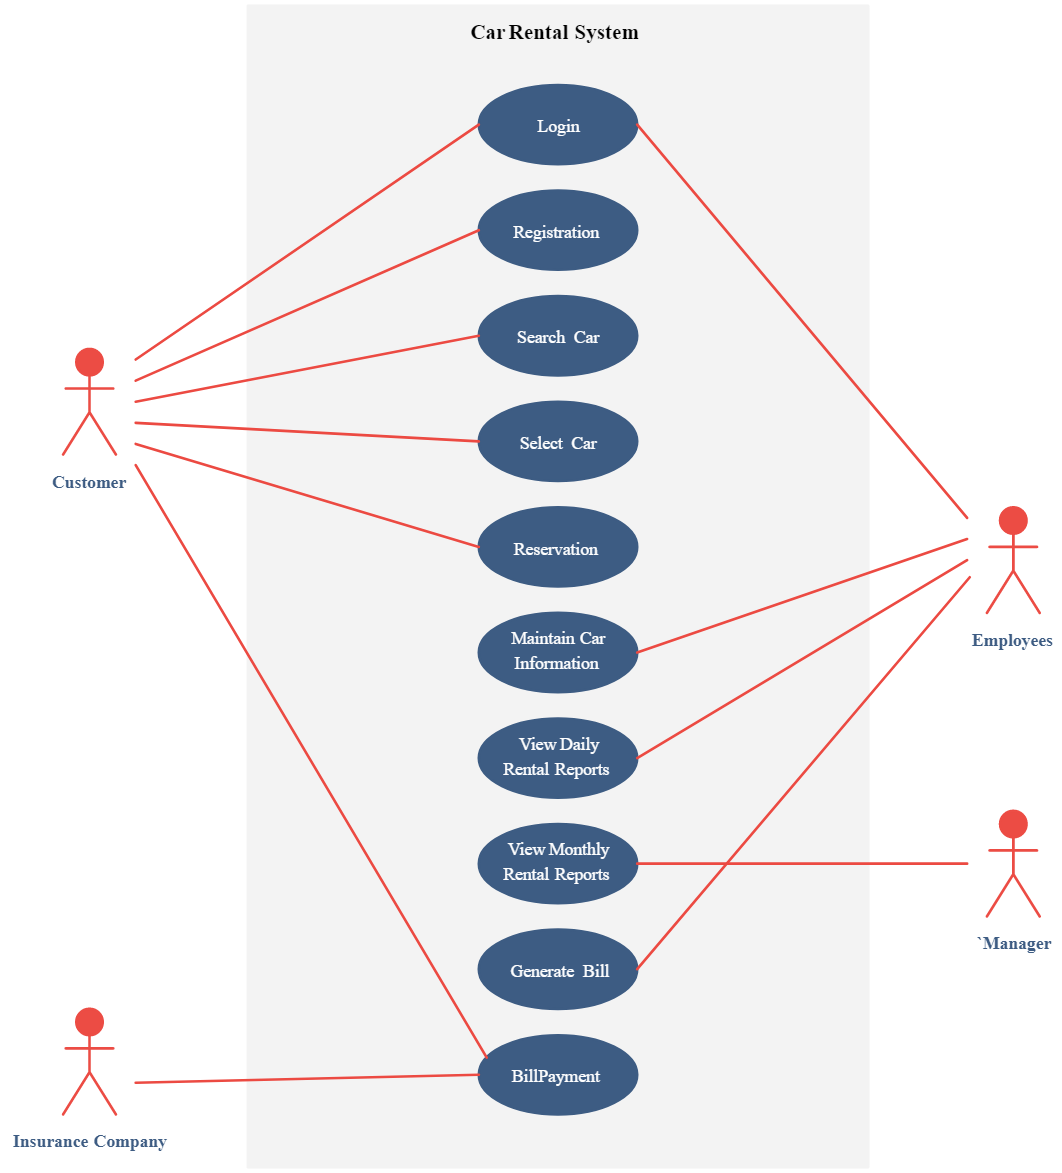 Car Rental System
Login
Registration
Search Car
Select Car
Reservation
Customer
Maintain Car
Information
Employees
View Daily
Rental Reports
View Monthly
Rental Reports
`Manager
Generate Bill
BillPayment
Insurance Company